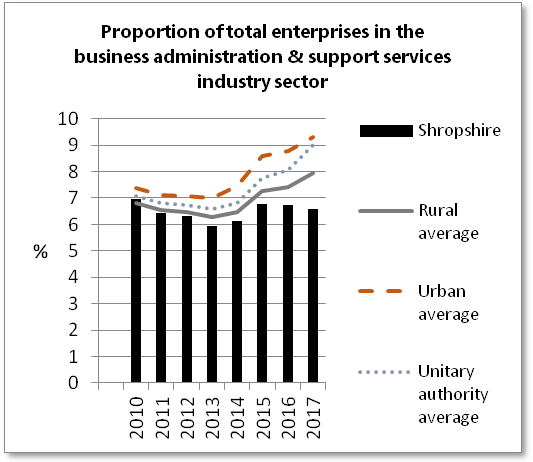 Proportion of total enterprises in the
business administration & support services
industry sector
10
9
8
7
6
5
4
3
2
1
0
%
2010
2011
2012
2013
2014
2015
2016
2017
Shropshire
Rural
average
Urban
average
Unitary
authority
average